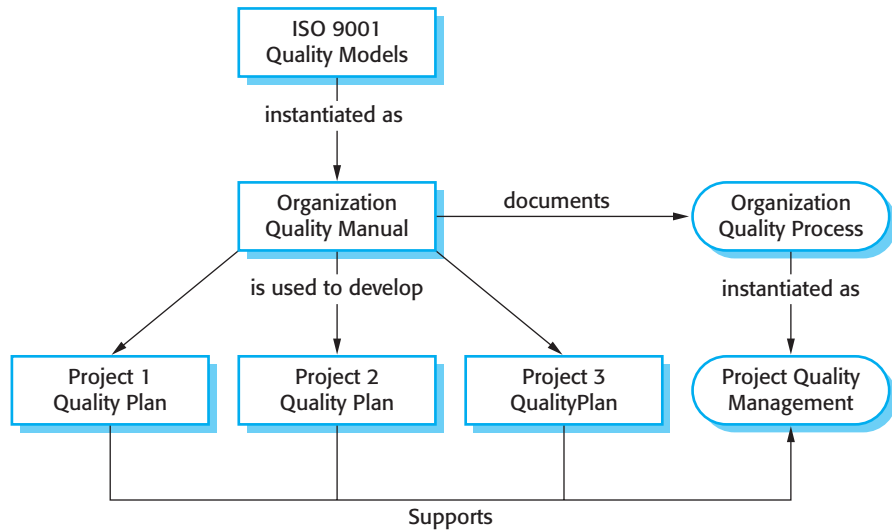 ISO 9001
Quality Models
instantiated as
Organization
Quality Manual
documents
Organization
Quality Process
is used to develop
instantiated as
Project 1
Quality Plan
Project 2
Quality Plan
Project 3
QualityPlan
Project Quality
Management
Supports